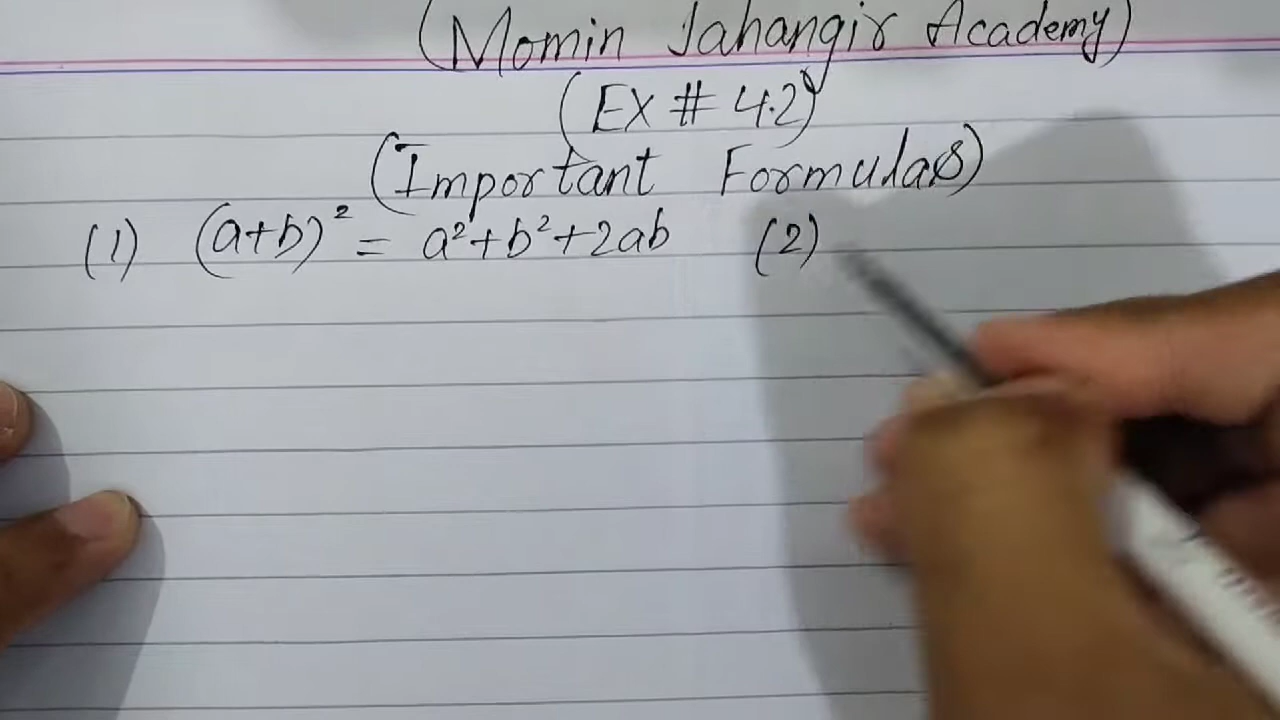 (Momin Jahangir Academy)
(EX # 4.2)
(Important Formulas)
(1) (a+b)² = a²+b²+2ab (2)